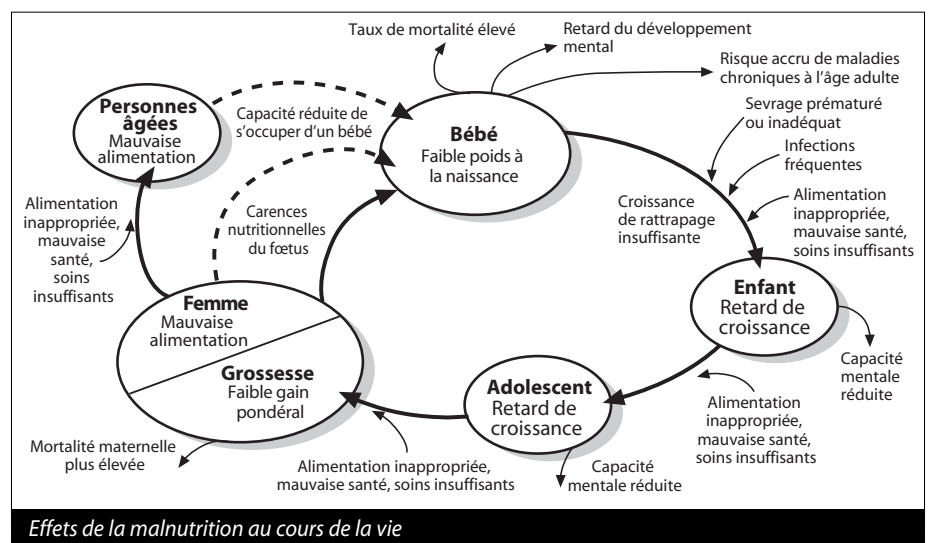 Taux de mortalité élevé
Retard du développement
mental
Risque accru de maladies
chroniques à l'âge adulte
Sevrage prématuré
ou inadéquat
Infections
fréquentes
Personnes
âgées
Mauvaise
alimentation
Capacité réduite de
s'occuper d'un bébé
Bébé
Faible poids à
la naissance
Alimentation
inappropriée,
mauvaise
santé,
soins
insuffisants
Carences
nutritionnelles
du fœtus
Croissance
de rattrapage
insuffisante
Alimentation
inappropriée,
mauvaise santé,
soins insuffisants
Enfant
Retard de
croissance
Femme
Mauvaise
alimentation
Grossesse
Faible gain
pondéral
Adolescent
Retard de
croissance
Capacité
mentale
réduite
Alimentation
inappropriée,
mauvaise santé,
soins insuffisants
Mortalité maternelle
plus élevée
Alimentation inappropriée,
mauvaise santé, soins insuffisants
Capacité
mentale réduite
Effets de la malnutrition au cours de la vie